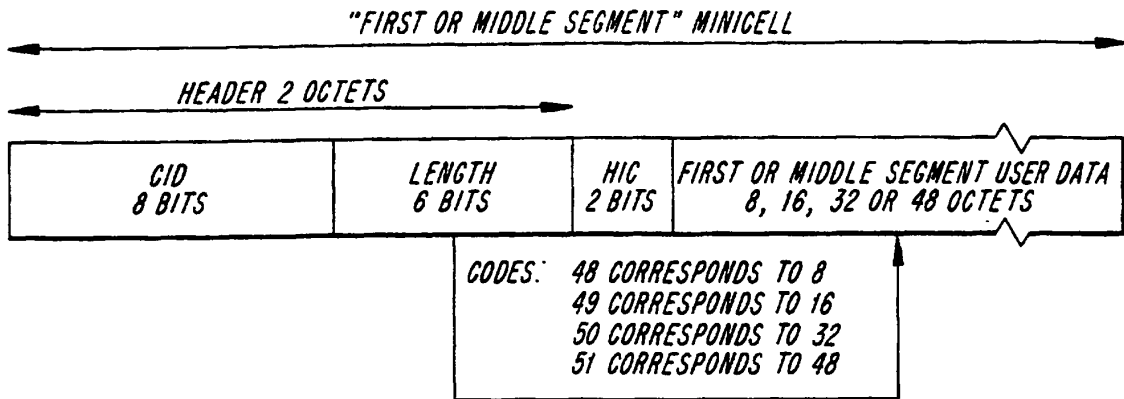 "FIRST OR MIDDLE SEGMENT" MINICELL
HEADER 2 OCTETS
CID
8 BITS
LENGTH
6 BITS
HIC
2 BITS
FIRST OR MIDDLE SEGMENT USER DATA
8, 16, 32 OR 48 OCTETS
CODES: 48 CORRESPONDS TO 8
49 CORRESPONDS TO 16
50 CORRESPONDS TO 32
51 CORRESPONDS TO 48